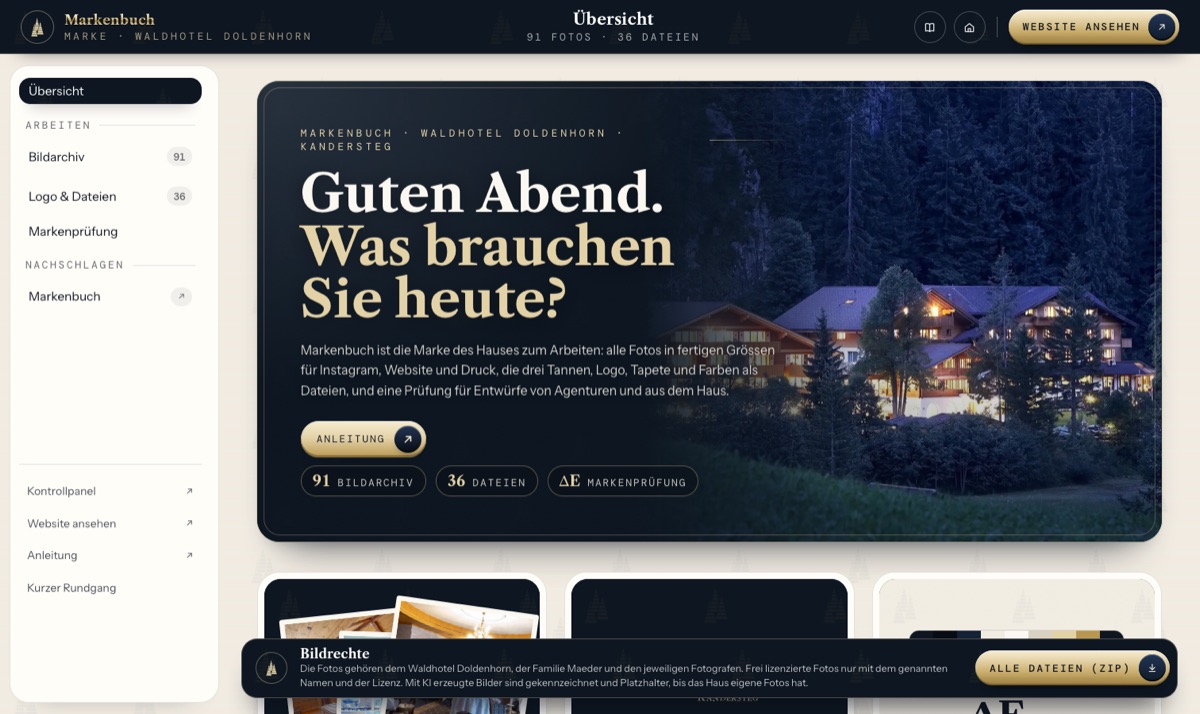 Markenbuch
MARKE · WALDHOTEL DOLDENHORN
Übersicht
91 FOTOS · 36 DATEIEN
WEBSITE ANSEHEN
Übersicht
ARBEITEN
Bildarchiv 91
Logo & Dateien 36
Markenprüfung
NACHSCHLAGEN
Markenbuch
Kontrollpanel
Website ansehen
Anleitung
Kurzer Rundgang
MARKENBUCH · WALDHOTEL DOLDENHORN ·
KANDERSTEG
Guten Abend.
Was brauchen
Sie heute?
Markenbuch ist die Marke des Hauses zum Arbeiten: alle Fotos in fertigen Grössen
für Instagram, Website und Druck, die drei Tannen, Logo, Tapete und Farben als
Dateien, und eine Prüfung für Entwürfe von Agenturen und aus dem Haus.
ANLEITUNG
91 BILDARCHIV
36 DATEIEN
ΔE MARKENPRÜFUNG
Bildrechte
Die Fotos gehören dem Waldhotel Doldenhorn, der Familie Maeder und den jeweiligen Fotografen. Frei lizenzierte Fotos nur mit dem genannten
Namen und der Lizenz. Mit KI erzeugte Bilder sind gekennzeichnet und Platzhalter, bis das Haus eigene Fotos hat.
ALLE DATEIEN (ZIP)
KANDERSTEG
ΔE